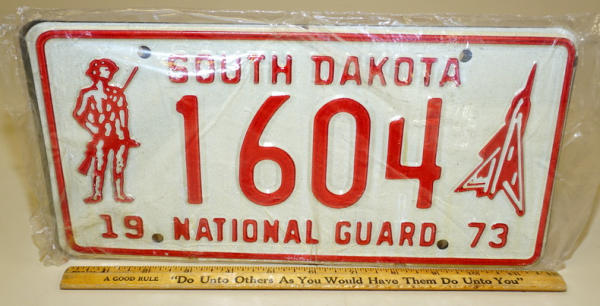 SOUTH DAKOTA
1604
19 NATIONAL GUARD 73
A GOOD RULE "Do Unto Others As You Would Have Them Do Unto You"